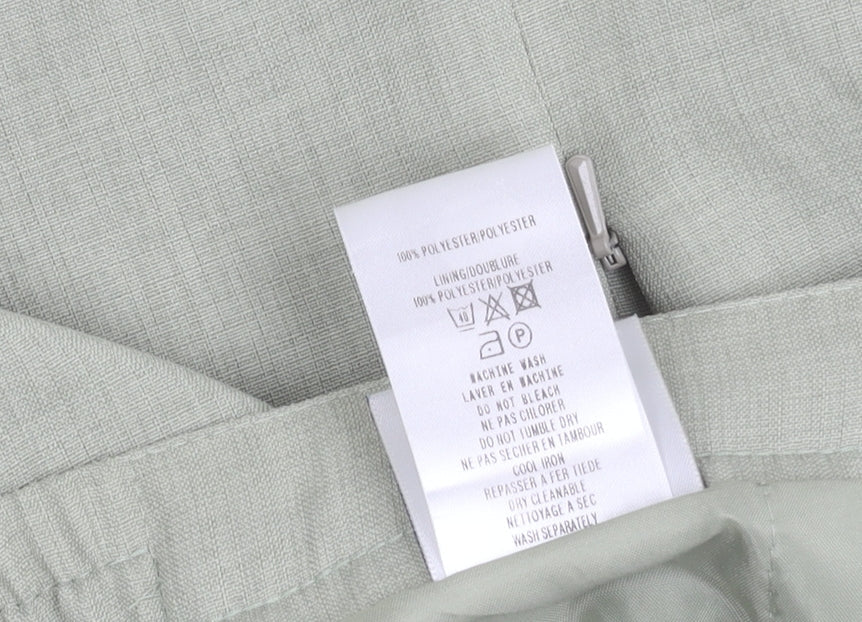 100% POLYESTER/POLYESTER
LINING/DOUBLURE
100% POLYESTER/POLYESTER
40
P
MACHINE WASH
LAVER EN MACHINE
DO NOT BLEACH
NE PAS CHLORER
DO NOT TUMBLE DRY
NE PAS SECHER EN TAMBOUR
COOL IRON
REPASSER A FER TIEDE
DRY CLEANABLE
NETTOYAGE A SEC
WASH SEPARATELY